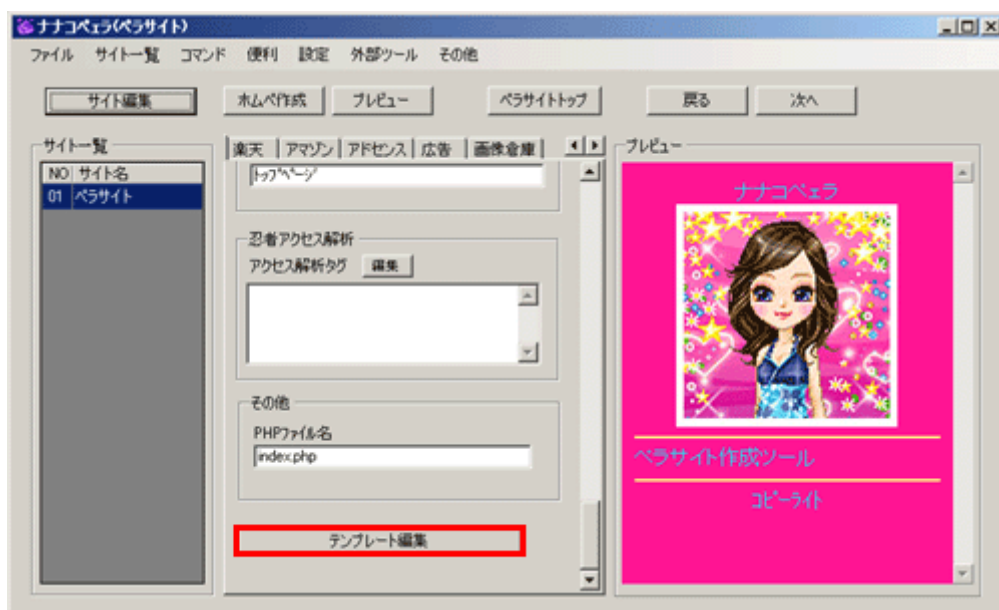 ナナコペェラ(ペラサイト)
ファイル サイト一覧 コマンド 便利 設定 外部ツール その他
サイト編集 ホムペ作成 プレビュー ペラサイトトップ 戻る 次へ
サイト一覧
NO サイト名
01 ペラサイト
楽天 アマゾン アドセンス 広告 画像倉庫
ﾄｯﾌﾟﾍﾟｰｼﾞ
忍者アクセス解析
アクセス解析タグ 編集
その他
PHPファイル名
index.php
テンプレート編集
プレビュー
ナナコペェラ
ペラサイト作成ツール
ｺﾋﾟｰﾗｲﾄ